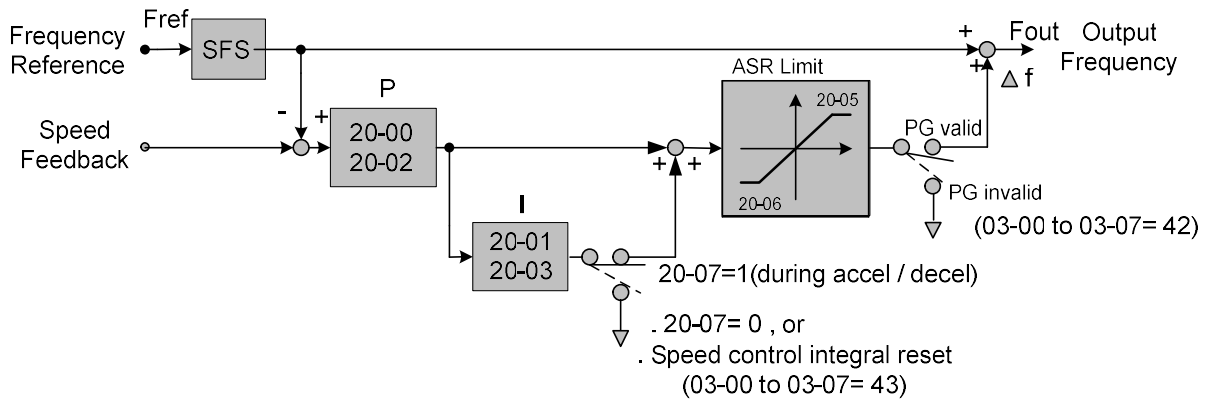 Frequency
Reference
Fref
SFS
+
Fout
Output
Frequency
+
Δ f
Speed
Feedback
-
+
P
20-00
20-02
+
+
ASR Limit
20-05
20-06
PG valid
PG invalid
(03-00 to 03-07= 42)
I
20-01
20-03
20-07=1(during accel / decel)
. 20-07= 0 , or
. Speed control integral reset
(03-00 to 03-07= 43)